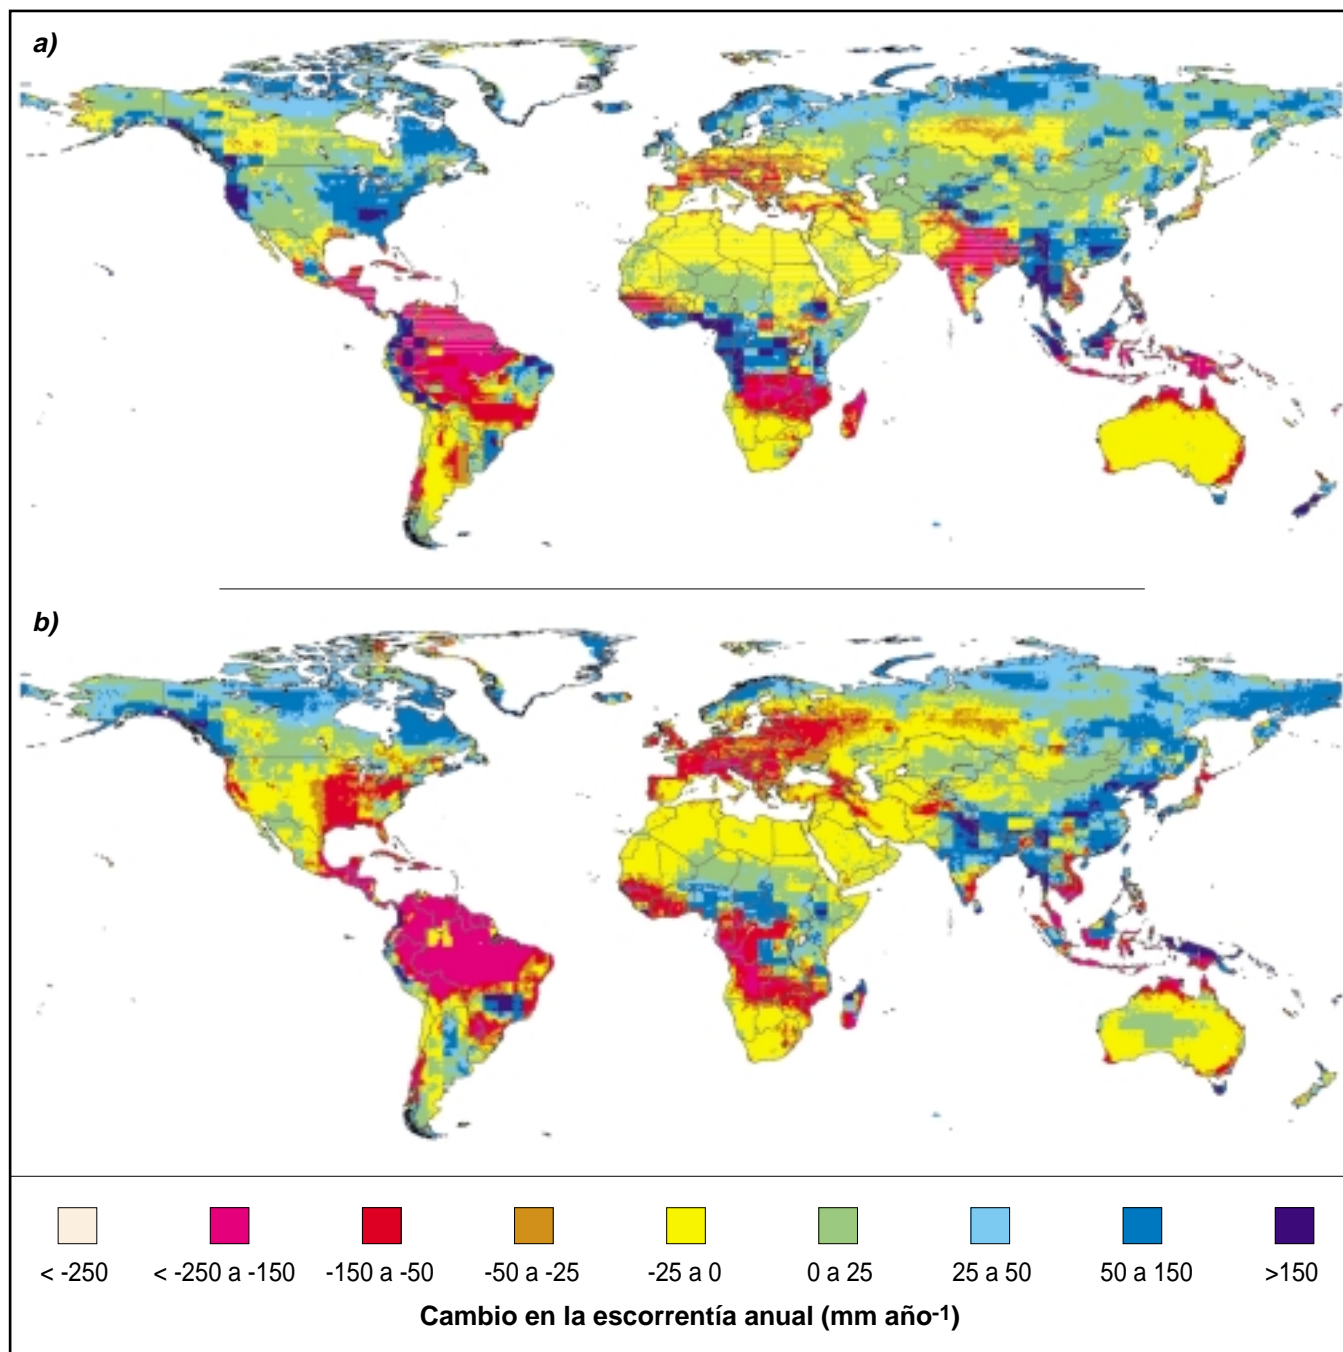 a)
b)
< -250
< -250 a -150
-150 a -50
-50 a -25
-25 a 0
0 a 25
25 a 50
50 a 150
>150
Cambio en la escorrentía anual (mm año-1)